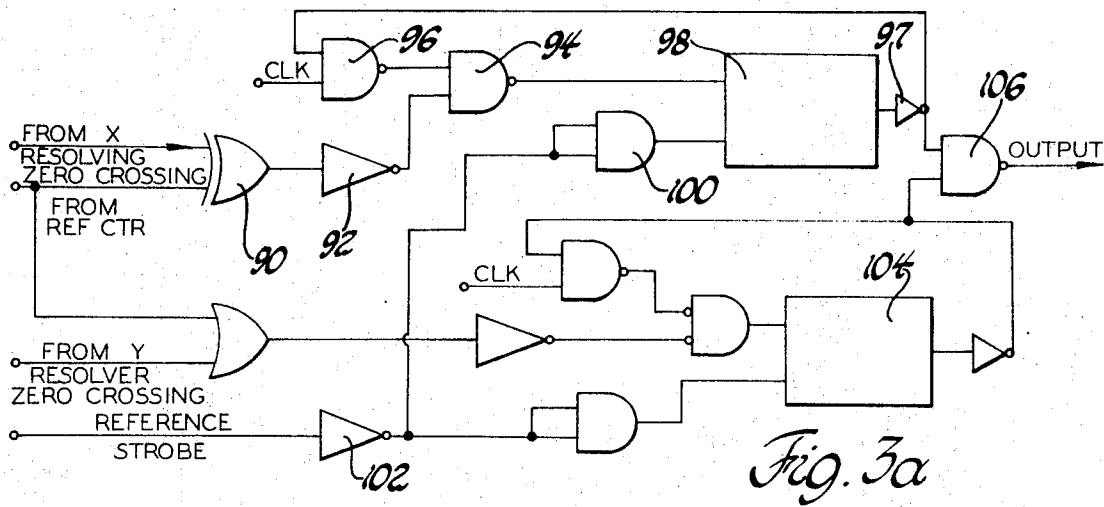 96
94
98
97
106
CLK
FROM X
RESOLVING
ZERO CROSSING
OUTPUT
100
FROM
REF CTR
90
92
CLK
104
FROM Y
RESOLVER
ZERO CROSSING
REFERENCE
STROBE
102
Fig. 3a